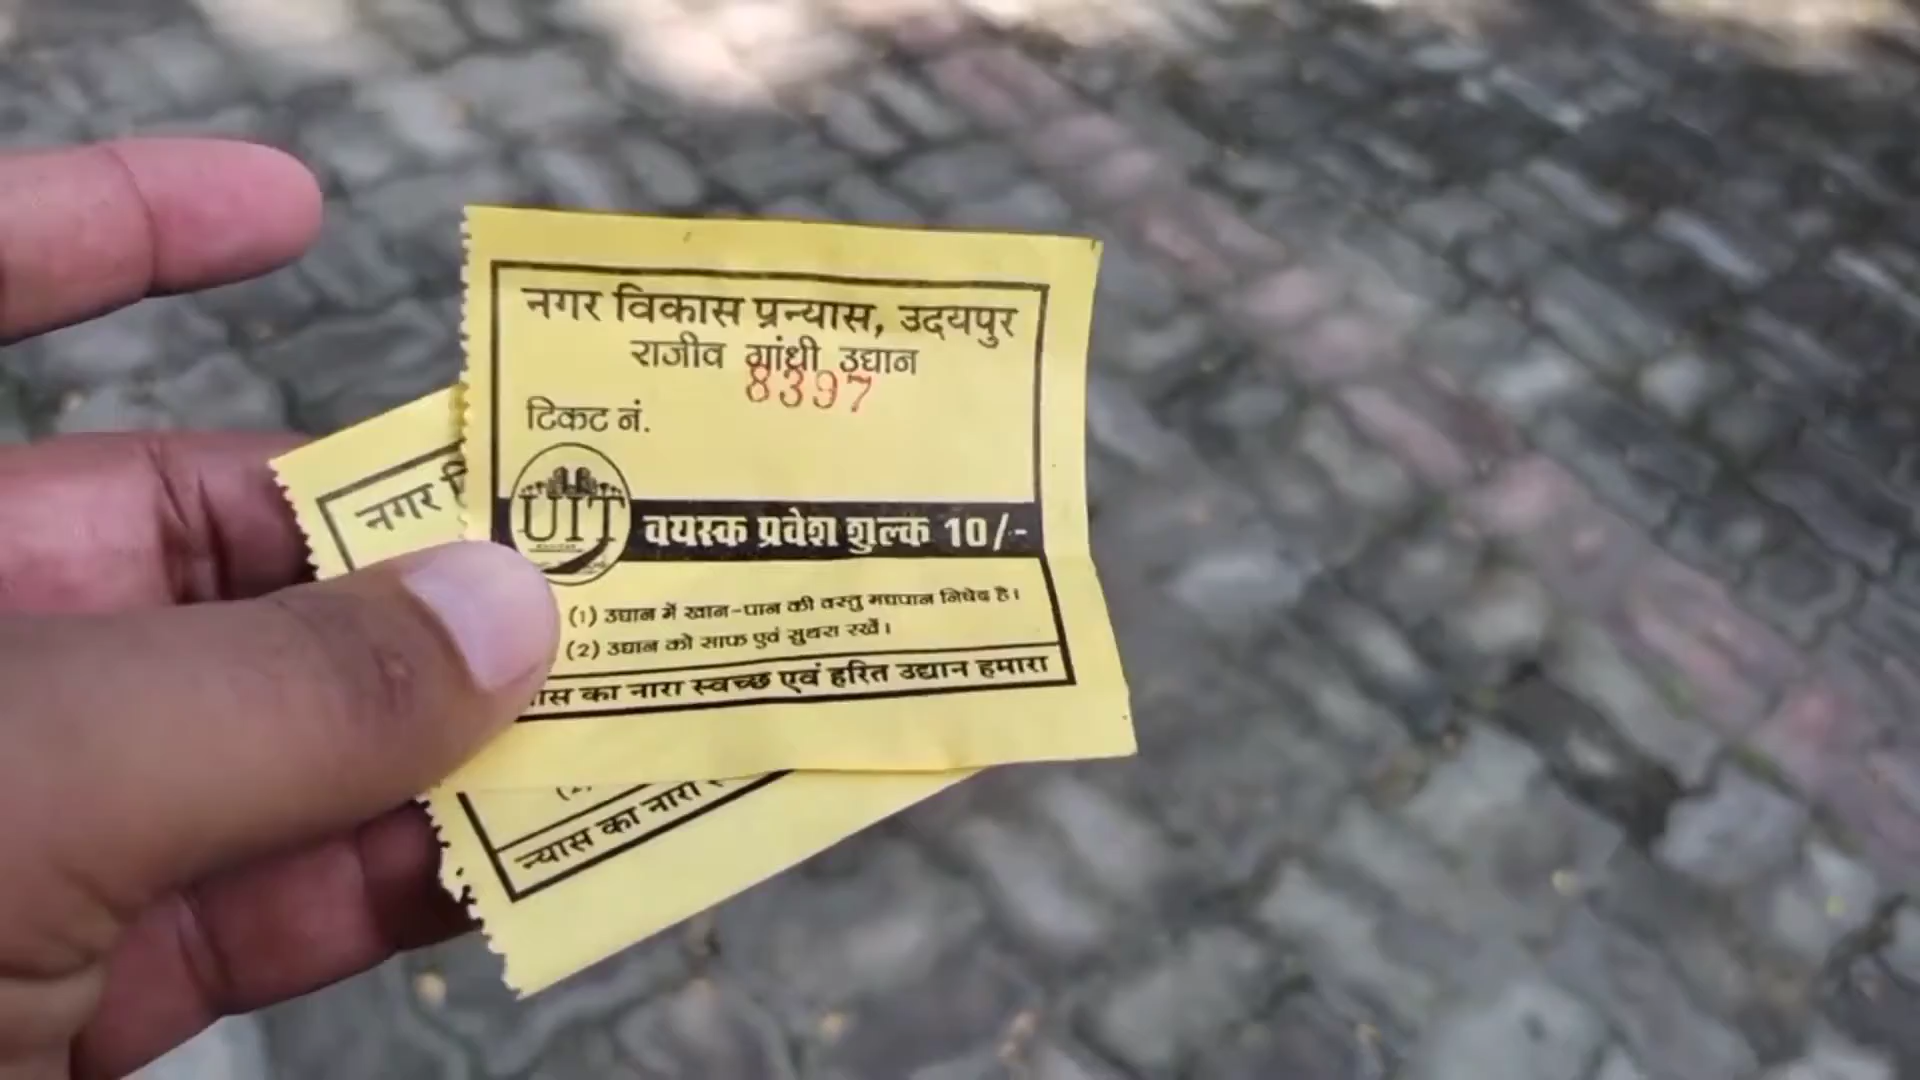 नगर विकास प्रन्यास, उदयपुर
राजीव गांधी उद्यान
8397
टिकट नं.
UIT
वयस्क प्रवेश शुल्क 10/-
(1) उद्यान में खान-पान की वस्तु मद्यपान निषेद है।
(2) उद्यान को साफ एवं सुथरा रखें।
का नारा स्वच्छ एवं हरित उद्यान हमारा
नगर
न्यास का नारा